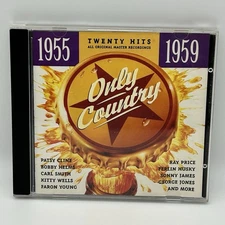 1955
TWENTY HITS
ALL ORIGINAL MASTER RECORDINGS
1959
Only
Country
PATSY CLINE
BOBBY HELMS
CARL SMITH
KITTY WELLS
FARON YOUNG
RAY PRICE
FERLIN HUSKY
SONNY JAMES
GEORGE JONES
AND MORE